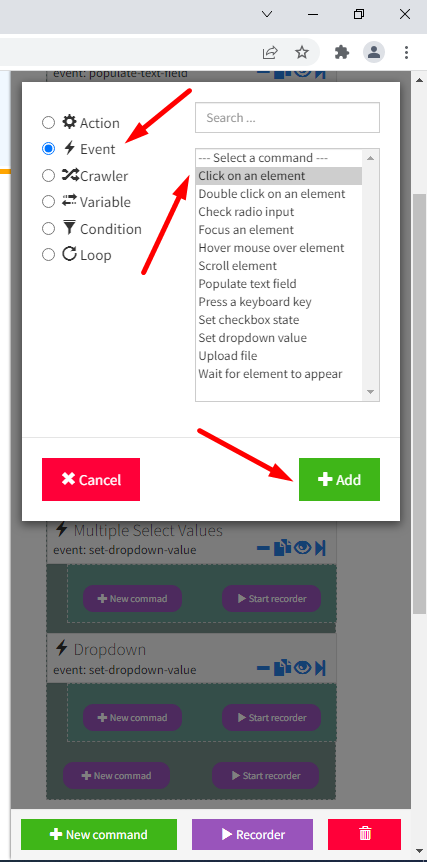 event: populate-text-field
Action
Event
Crawler
Variable
Condition
Loop
Search ...
--- Select a command ---
Click on an element
Double click on an element
Check radio input
Focus an element
Hover mouse over element
Scroll element
Populate text field
Press a keyboard key
Set checkbox state
Set dropdown value
Upload file
Wait for element to appear
Cancel
Add
Multiple Select Values
event: set-dropdown-value
New commad
Start recorder
Dropdown
event: set-dropdown-value
New commad
Start recorder
New commad
Start recorder
New command
Recorder